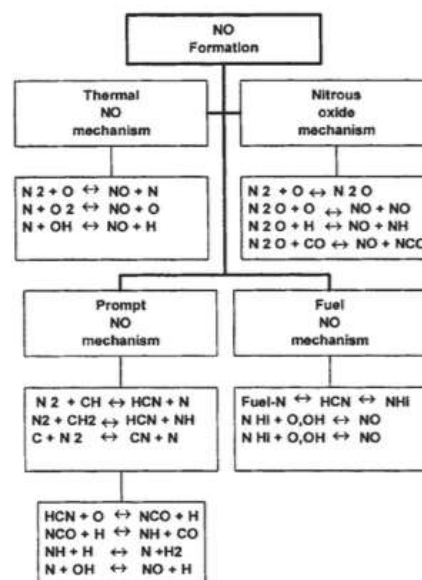 NO
Formation
Thermal
NO
mechanism
Nitrous
oxide
mechanism
N 2 + O ↔ NO + N
N + O 2 ↔ NO + O
N + OH ↔ NO + H
N 2 + O ↔ N 2 O
N 2 O + O ↔ NO + NO
N 2 O + H ↔ NO + NH
N 2 O + CO ↔ NO + NCO
Prompt
NO
mechanism
Fuel
NO
mechanism
N 2 + CH ↔ HCN + N
N2 + CH2 ↔ HCN + NH
C + N 2 ↔ CN + N
Fuel-N ↔ HCN ↔ NHi
N Hi + O,OH ↔ NO
N Hi + O,OH ↔ NO
HCN + O ↔ NCO + H
NCO + H ↔ NH + CO
NH + H ↔ N +H2
N + OH ↔ NO + H